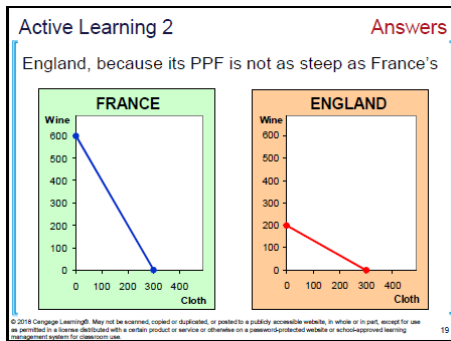 Active Learning 2 Answers
England, because its PPF is not as steep as France's
FRANCE
Wine
600
500
400
300
200
100
0
0 100 200 300 400
Cloth
ENGLAND
Wine
600
500
400
300
200
100
0
0 100 200 300 400
Cloth
© 2018 Cengage Learning®. May not be scanned, copied or duplicated, or posted to a publicly accessible website, in whole or in part, except for use
as permitted in a license distributed with a certain product or service or otherwise on a password-protected website or school-approved learning
management system for classroom use.
19